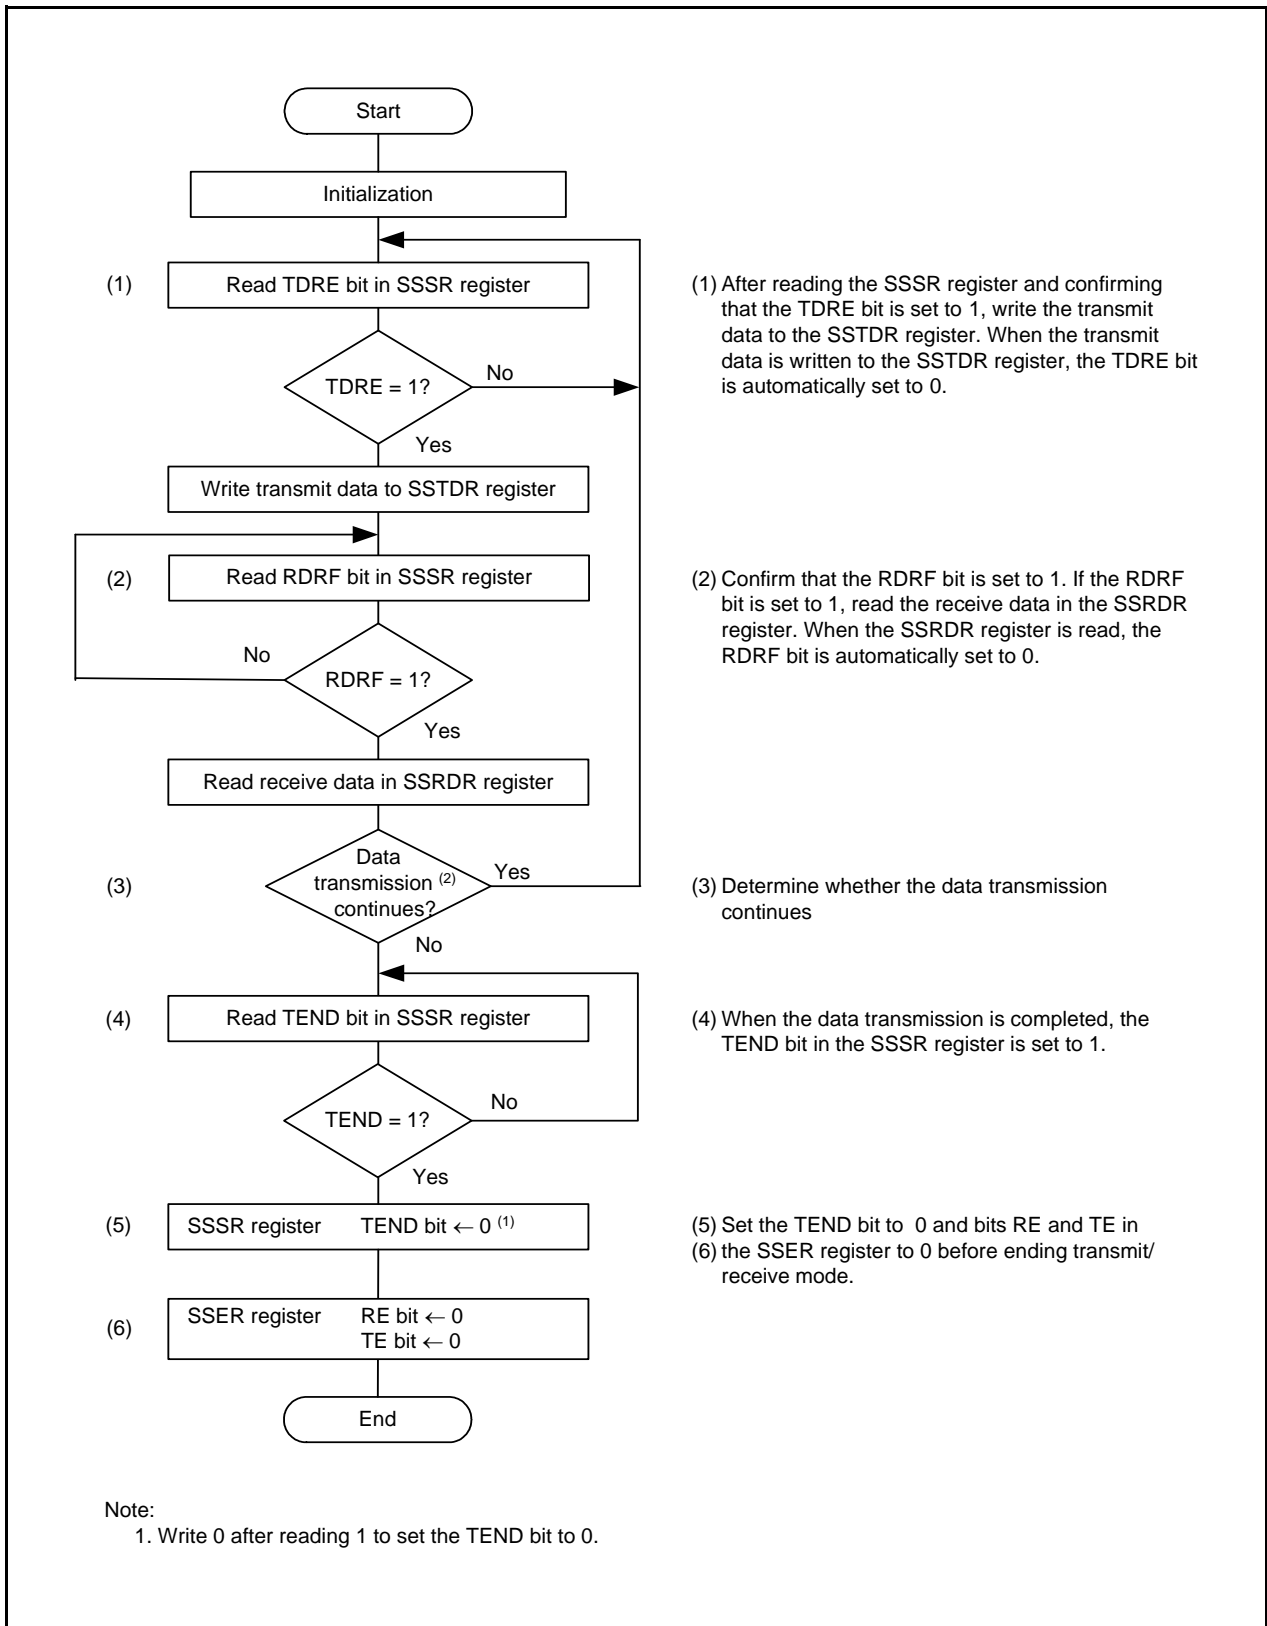 Start
Initialization
(1)
Read TDRE bit in SSSR register
TDRE = 1?
No
Yes
Write transmit data to SSTDR register
(2)
Read RDRF bit in SSSR register
No
RDRF = 1?
Yes
Read receive data in SSRDR register
(3)
Data
transmission (2)
continues?
Yes
No
(4)
Read TEND bit in SSSR register
TEND = 1?
No
Yes
(5)
SSSR register TEND bit ← 0 (1)
(6)
SSER register RE bit ← 0
TE bit ← 0
End
(1) After reading the SSSR register and confirming
that the TDRE bit is set to 1, write the transmit
data to the SSTDR register. When the transmit
data is written to the SSTDR register, the TDRE bit
is automatically set to 0.
(2) Confirm that the RDRF bit is set to 1. If the RDRF
bit is set to 1, read the receive data in the SSRDR
register. When the SSRDR register is read, the
RDRF bit is automatically set to 0.
(3) Determine whether the data transmission
continues
(4) When the data transmission is completed, the
TEND bit in the SSSR register is set to 1.
(5) Set the TEND bit to 0 and bits RE and TE in
(6) the SSER register to 0 before ending transmit/
receive mode.
Note:
1. Write 0 after reading 1 to set the TEND bit to 0.